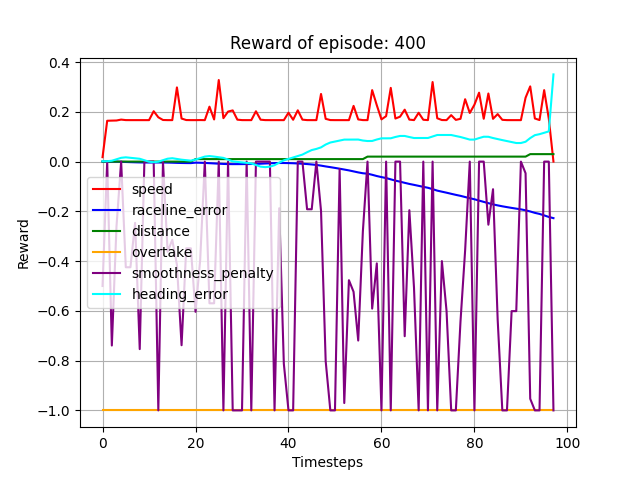 Reward of episode: 400
Reward
0.4
0.2
0.0
−0.2
−0.4
−0.6
−0.8
−1.0
speed
raceline_error
distance
overtake
smoothness_penalty
heading_error
0 20 40 60 80 100
Timesteps